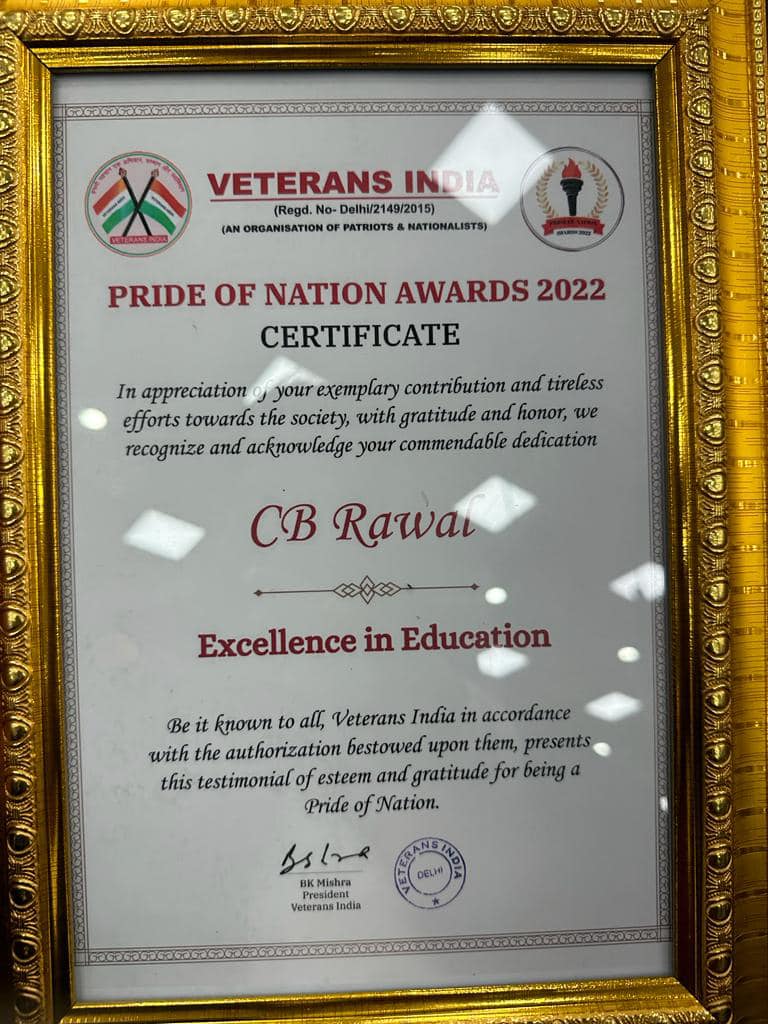 VETERANS INDIA
(Regd. No- Delhi/2149/2015)
(AN ORGANISATION OF PATRIOTS & NATIONALISTS)
VETERANS INDIA
AWARDS 2022
PRIDE OF NATION AWARDS 2022
CERTIFICATE
In appreciation of your exemplary contribution and tireless
efforts towards the society, with gratitude and honor, we
recognize and acknowledge your commendable dedication
CB Rawal
Excellence in Education
Be it known to all, Veterans India in accordance
with the authorization bestowed upon them, presents
this testimonial of esteem and gratitude for being a
Pride of Nation.
BK Mishra
President
Veterans India
VETERANS INDIA
DELHI